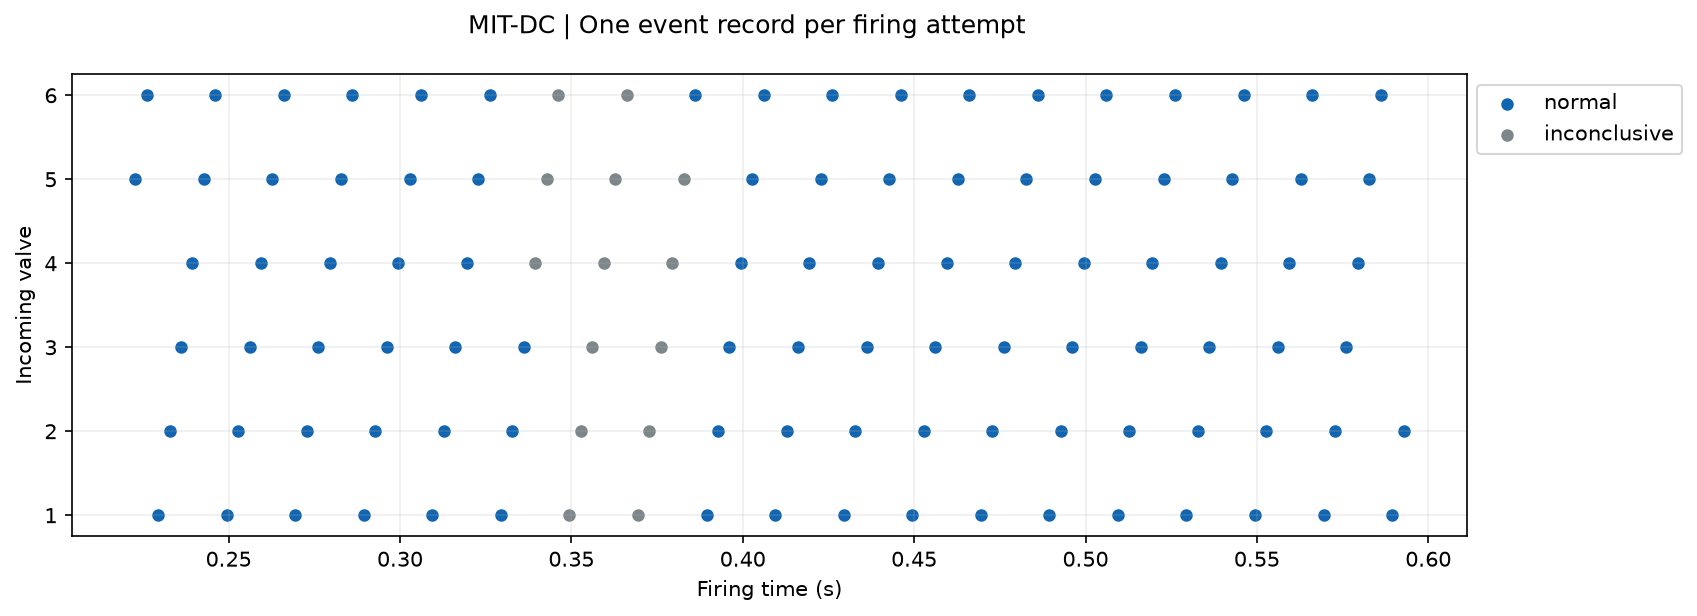 MIT-DC | One event record per firing attempt
normal
inconclusive
Incoming valve
6
5
4
3
2
1
0.25 0.30 0.35 0.40 0.45 0.50 0.55 0.60
Firing time (s)